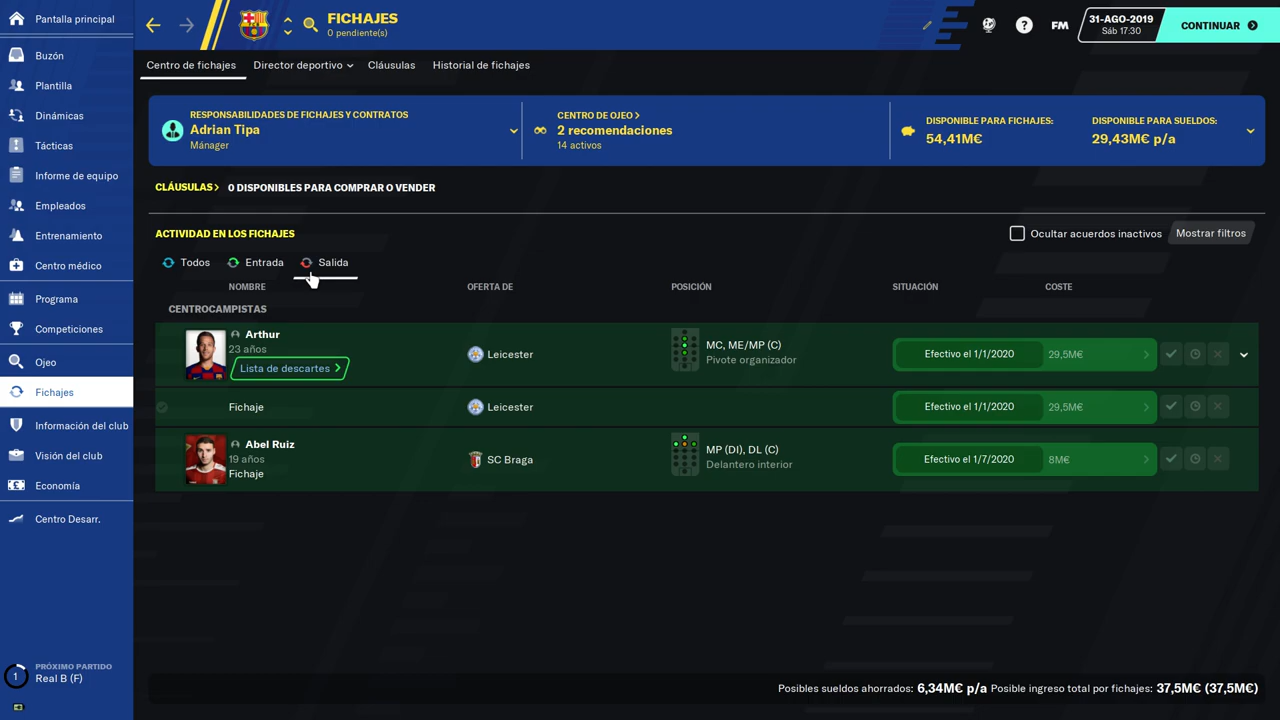 Pantalla principal
Buzón
Plantilla
Dinámicas
Tácticas
Informe de equipo
Empleados
Entrenamiento
Centro médico
Programa
Competiciones
Ojeo
Fichajes
Información del club
Visión del club
Economía
Centro Desarr.
1
PRÓXIMO PARTIDO
Real B (F)
FICHAJES
0 pendiente(s)
?
FM
31-AGO-2019
Sáb 17:30
CONTINUAR
Centro de fichajes Director deportivo Cláusulas Historial de fichajes
RESPONSABILIDADES DE FICHAJES Y CONTRATOS
Adrian Tipa
Mánager
CENTRO DE OJEO >
2 recomendaciones
14 activos
DISPONIBLE PARA FICHAJES:
54,41M€
DISPONIBLE PARA SUELDOS:
29,43M€ p/a
CLÁUSULAS > 0 DISPONIBLES PARA COMPRAR O VENDER
ACTIVIDAD EN LOS FICHAJES
Ocultar acuerdos inactivos Mostrar filtros
Todos Entrada Salida
NOMBRE OFERTA DE POSICIÓN SITUACIÓN COSTE
CENTROCAMPISTAS
Arthur
23 años
Lista de descartes >
Leicester
MC, ME/MP (C)
Pivote organizador
Efectivo el 1/1/2020 29,5M€
Fichaje Leicester Efectivo el 1/1/2020 29,5M€
Abel Ruiz
19 años
Fichaje
SC Braga
MP (DI), DL (C)
Delantero interior
Efectivo el 1/7/2020 8M€
Posibles sueldos ahorrados: 6,34M€ p/a Posible ingreso total por fichajes: 37,5M€ (37,5M€)